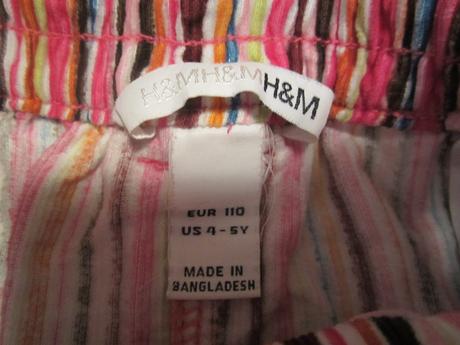 H&MH&MH&M
EUR 110
US 4-5Y
MADE IN
BANGLADESH